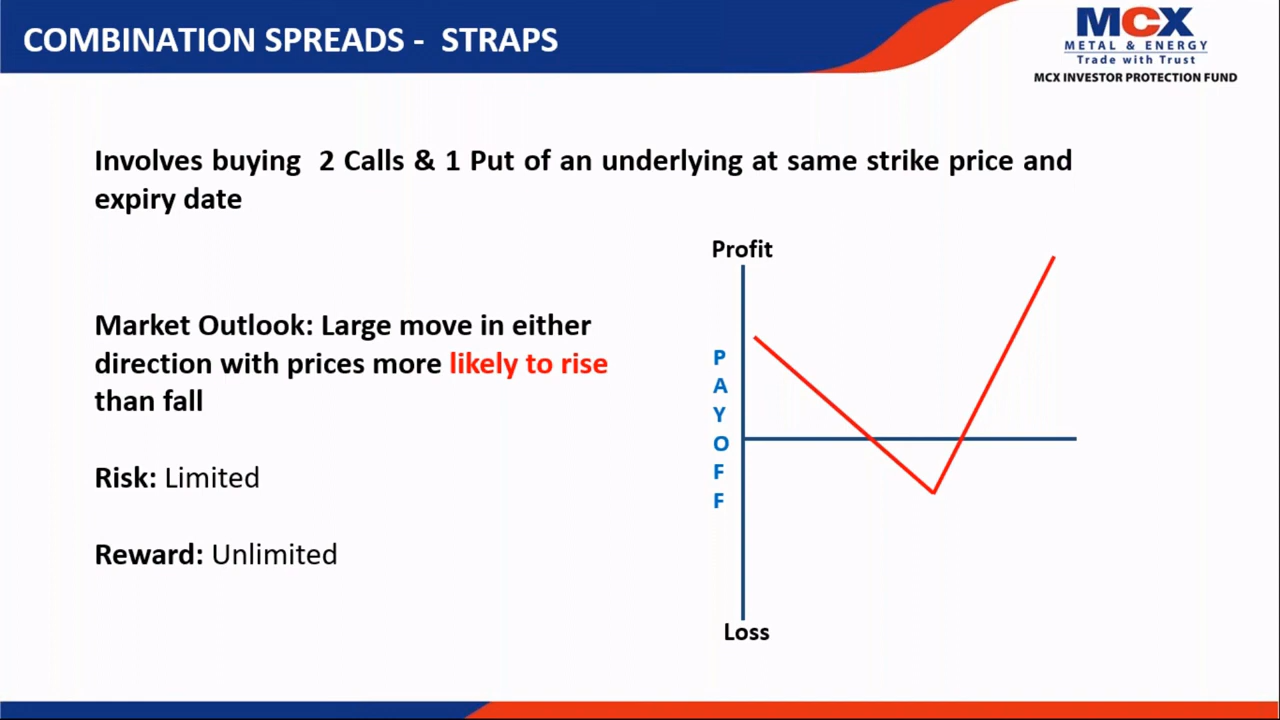 COMBINATION SPREADS - STRAPS
MCX
METAL & ENERGY
Trade with Trust
MCX INVESTOR PROTECTION FUND
Involves buying 2 Calls & 1 Put of an underlying at same strike price and
expiry date
Market Outlook: Large move in either
direction with prices more likely to rise
than fall
Risk: Limited
Reward: Unlimited
Profit
P
A
Y
O
F
F
Loss